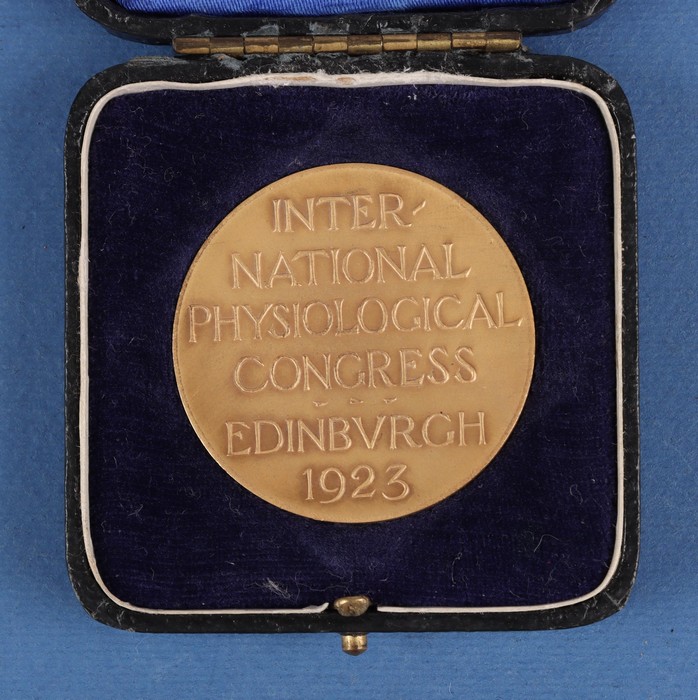 INTER-
NATIONAL
PHYSIOLOGICAL
CONGRESS
EDINBVRGH
1923